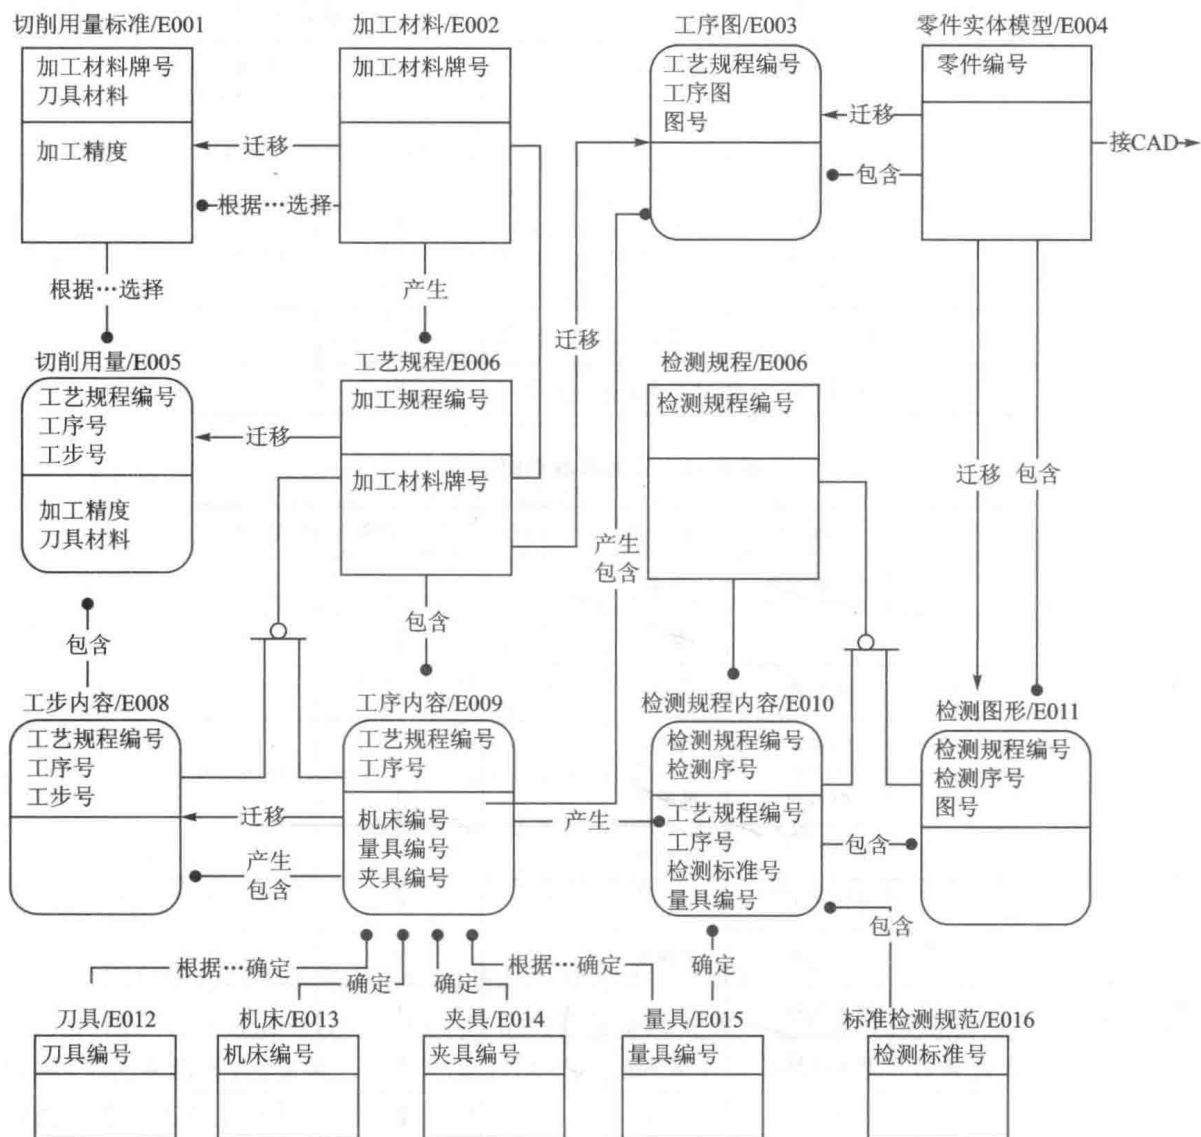 切削用量标准/E001
加工材料牌号
刀具材料
加工精度
加工材料/E002
加工材料牌号
工序图/E003
工艺规程编号
工序图
图号
零件实体模型/E004
零件编号
迁移
根据…选择
迁移
包含
接CAD
根据…选择
产生
迁移
切削用量/E005
工艺规程编号
工序号
工步号
加工精度
刀具材料
迁移
工艺规程/E006
加工规程编号
加工材料牌号
检测规程/E006
检测规程编号
迁移
包含
产生
包含
包含
包含
工步内容/E008
工艺规程编号
工序号
工步号
工序内容/E009
工艺规程编号
工序号
机床编号
量具编号
夹具编号
检测规程内容/E010
检测规程编号
检测序号
工艺规程编号
工序号
检测标准号
量具编号
检测图形/E011
检测规程编号
检测序号
图号
迁移
产生
包含
产生
包含
包含
根据…确定
确定
确定
根据…确定
确定
刀具/E012
刀具编号
机床/E013
机床编号
夹具/E014
夹具编号
量具/E015
量具编号
标准检测规范/E016
检测标准号